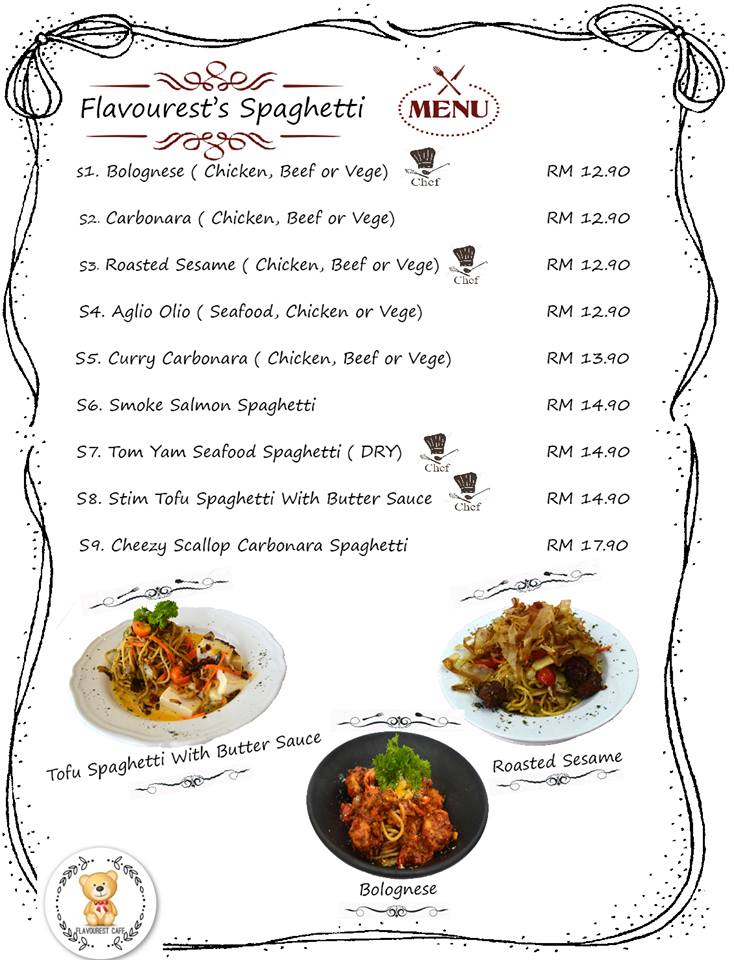 Flavourest's Spaghetti
MENU
S1. Bolognese ( Chicken, Beef or Vege) Chef RM 12.90
S2. Carbonara ( Chicken, Beef or Vege) RM 12.90
S3. Roasted Sesame ( Chicken, Beef or Vege) Chef RM 12.90
S4. Aglio Olio ( Seafood, Chicken or Vege) RM 12.90
S5. Curry Carbonara ( Chicken, Beef or Vege) RM 13.90
S6. Smoke Salmon Spaghetti RM 14.90
S7. Tom Yam Seafood Spaghetti ( DRY) Chef RM 14.90
S8. Stim Tofu Spaghetti With Butter Sauce Chef RM 14.90
S9. Cheezy Scallop Carbonara Spaghetti RM 17.90
Tofu Spaghetti With Butter Sauce
Roasted Sesame
Bolognese
FLAVOUREST CAFE